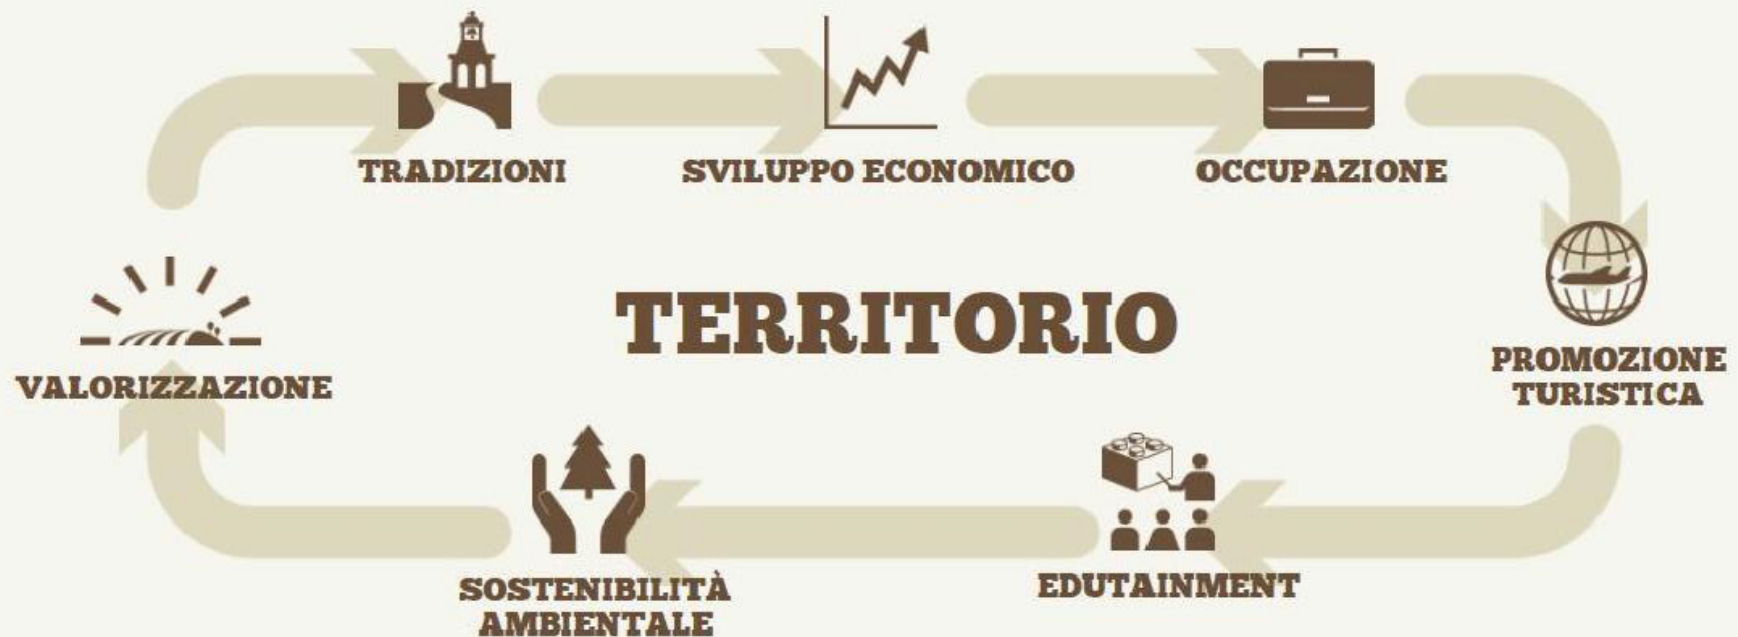 TRADIZIONI
SVILUPPO ECONOMICO
OCCUPAZIONE
TERRITORIO
PROMOZIONE
TURISTICA
VALORIZZAZIONE
EDUTAINMENT
SOSTENIBILITÀ
AMBIENTALE